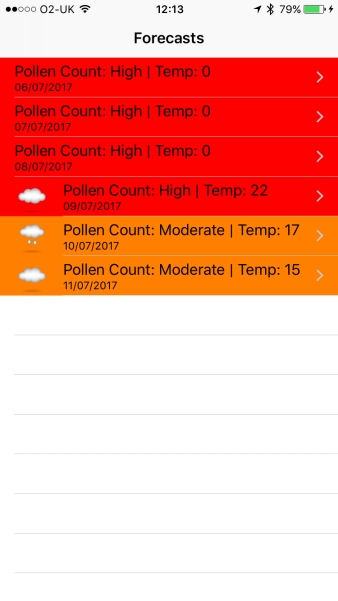 O2-UK 12:13 79%
Forecasts
Pollen Count: High | Temp: 0
06/07/2017
Pollen Count: High | Temp: 0
07/07/2017
Pollen Count: High | Temp: 0
08/07/2017
Pollen Count: High | Temp: 22
09/07/2017
Pollen Count: Moderate | Temp: 17
10/07/2017
Pollen Count: Moderate | Temp: 15
11/07/2017